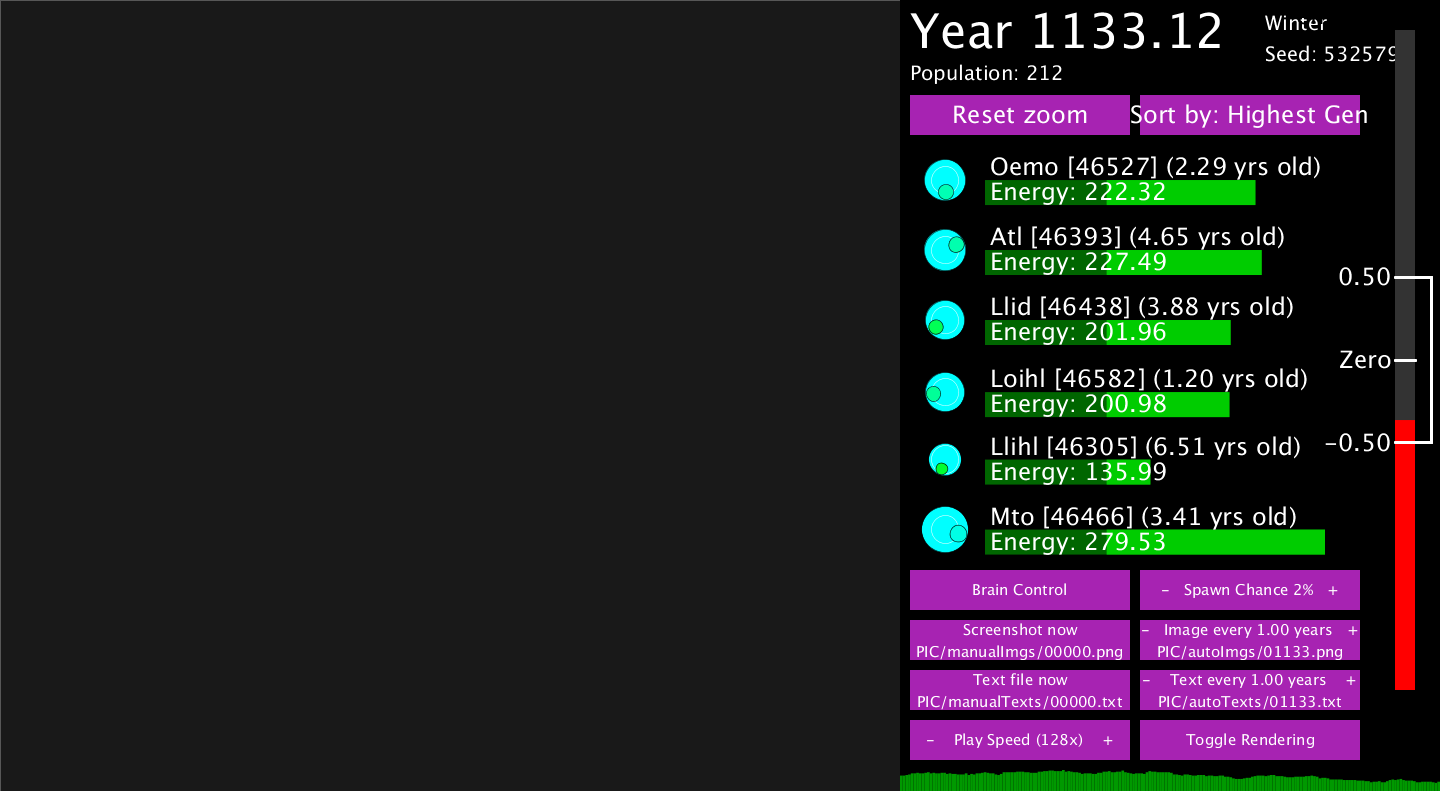 Year 1133.12
Winter
Seed: 532579
Population: 212
Reset zoom
Sort by: Highest Gen
Oemo [46527] (2.29 yrs old)
Energy: 222.32
Atl [46393] (4.65 yrs old)
Energy: 227.49
Llid [46438] (3.88 yrs old)
Energy: 201.96
Loihl [46582] (1.20 yrs old)
Energy: 200.98
Llihl [46305] (6.51 yrs old)
Energy: 135.99
Mto [46466] (3.41 yrs old)
Energy: 279.53
0.50
Zero
-0.50
Brain Control
- Spawn Chance 2% +
Screenshot now
PIC/manualImgs/00000.png
- Image every 1.00 years +
PIC/autoImgs/01133.png
Text file now
PIC/manualTexts/00000.txt
- Text every 1.00 years +
PIC/autoTexts/01133.txt
- Play Speed (128x) +
Toggle Rendering